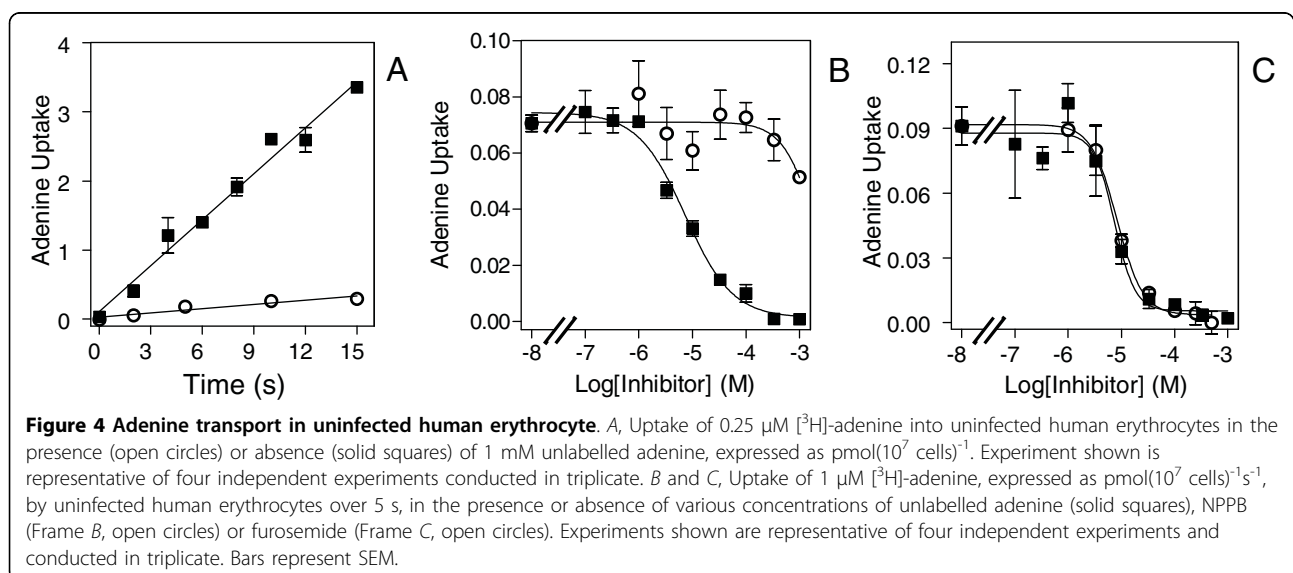 A
Adenine Uptake
4
3
2
1
0
0 3 6 9 12 15
Time (s)
B
Adenine Uptake
0.10
0.08
0.06
0.04
0.02
0.00
-8 -7 -6 -5 -4 -3
Log[Inhibitor] (M)
C
Adenine Uptake
0.12
0.09
0.06
0.03
0.00
-8 -7 -6 -5 -4 -3
Log[Inhibitor] (M)
Figure 4 Adenine transport in uninfected human erythrocyte. A, Uptake of 0.25 μM [³H]-adenine into uninfected human erythrocytes in the
presence (open circles) or absence (solid squares) of 1 mM unlabelled adenine, expressed as pmol(10⁷ cells)⁻¹. Experiment shown is
representative of four independent experiments conducted in triplicate. B and C, Uptake of 1 μM [³H]-adenine, expressed as pmol(10⁷ cells)⁻¹s⁻¹,
by uninfected human erythrocytes over 5 s, in the presence or absence of various concentrations of unlabelled adenine (solid squares), NPPB
(Frame B, open circles) or furosemide (Frame C, open circles). Experiments shown are representative of four independent experiments and
conducted in triplicate. Bars represent SEM.